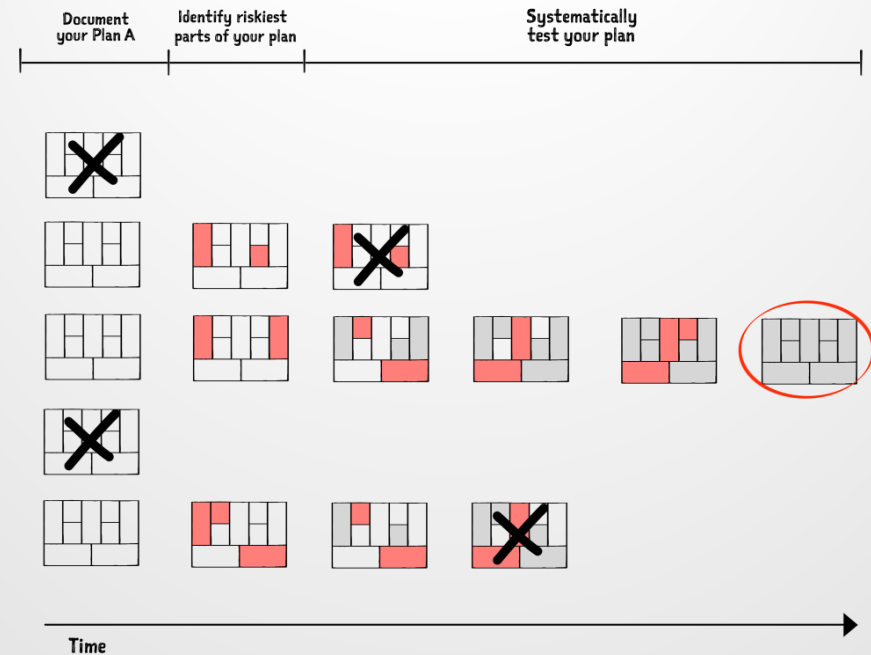 Document
your Plan A
Identify riskiest
parts of your plan
Systematically
test your plan
Time